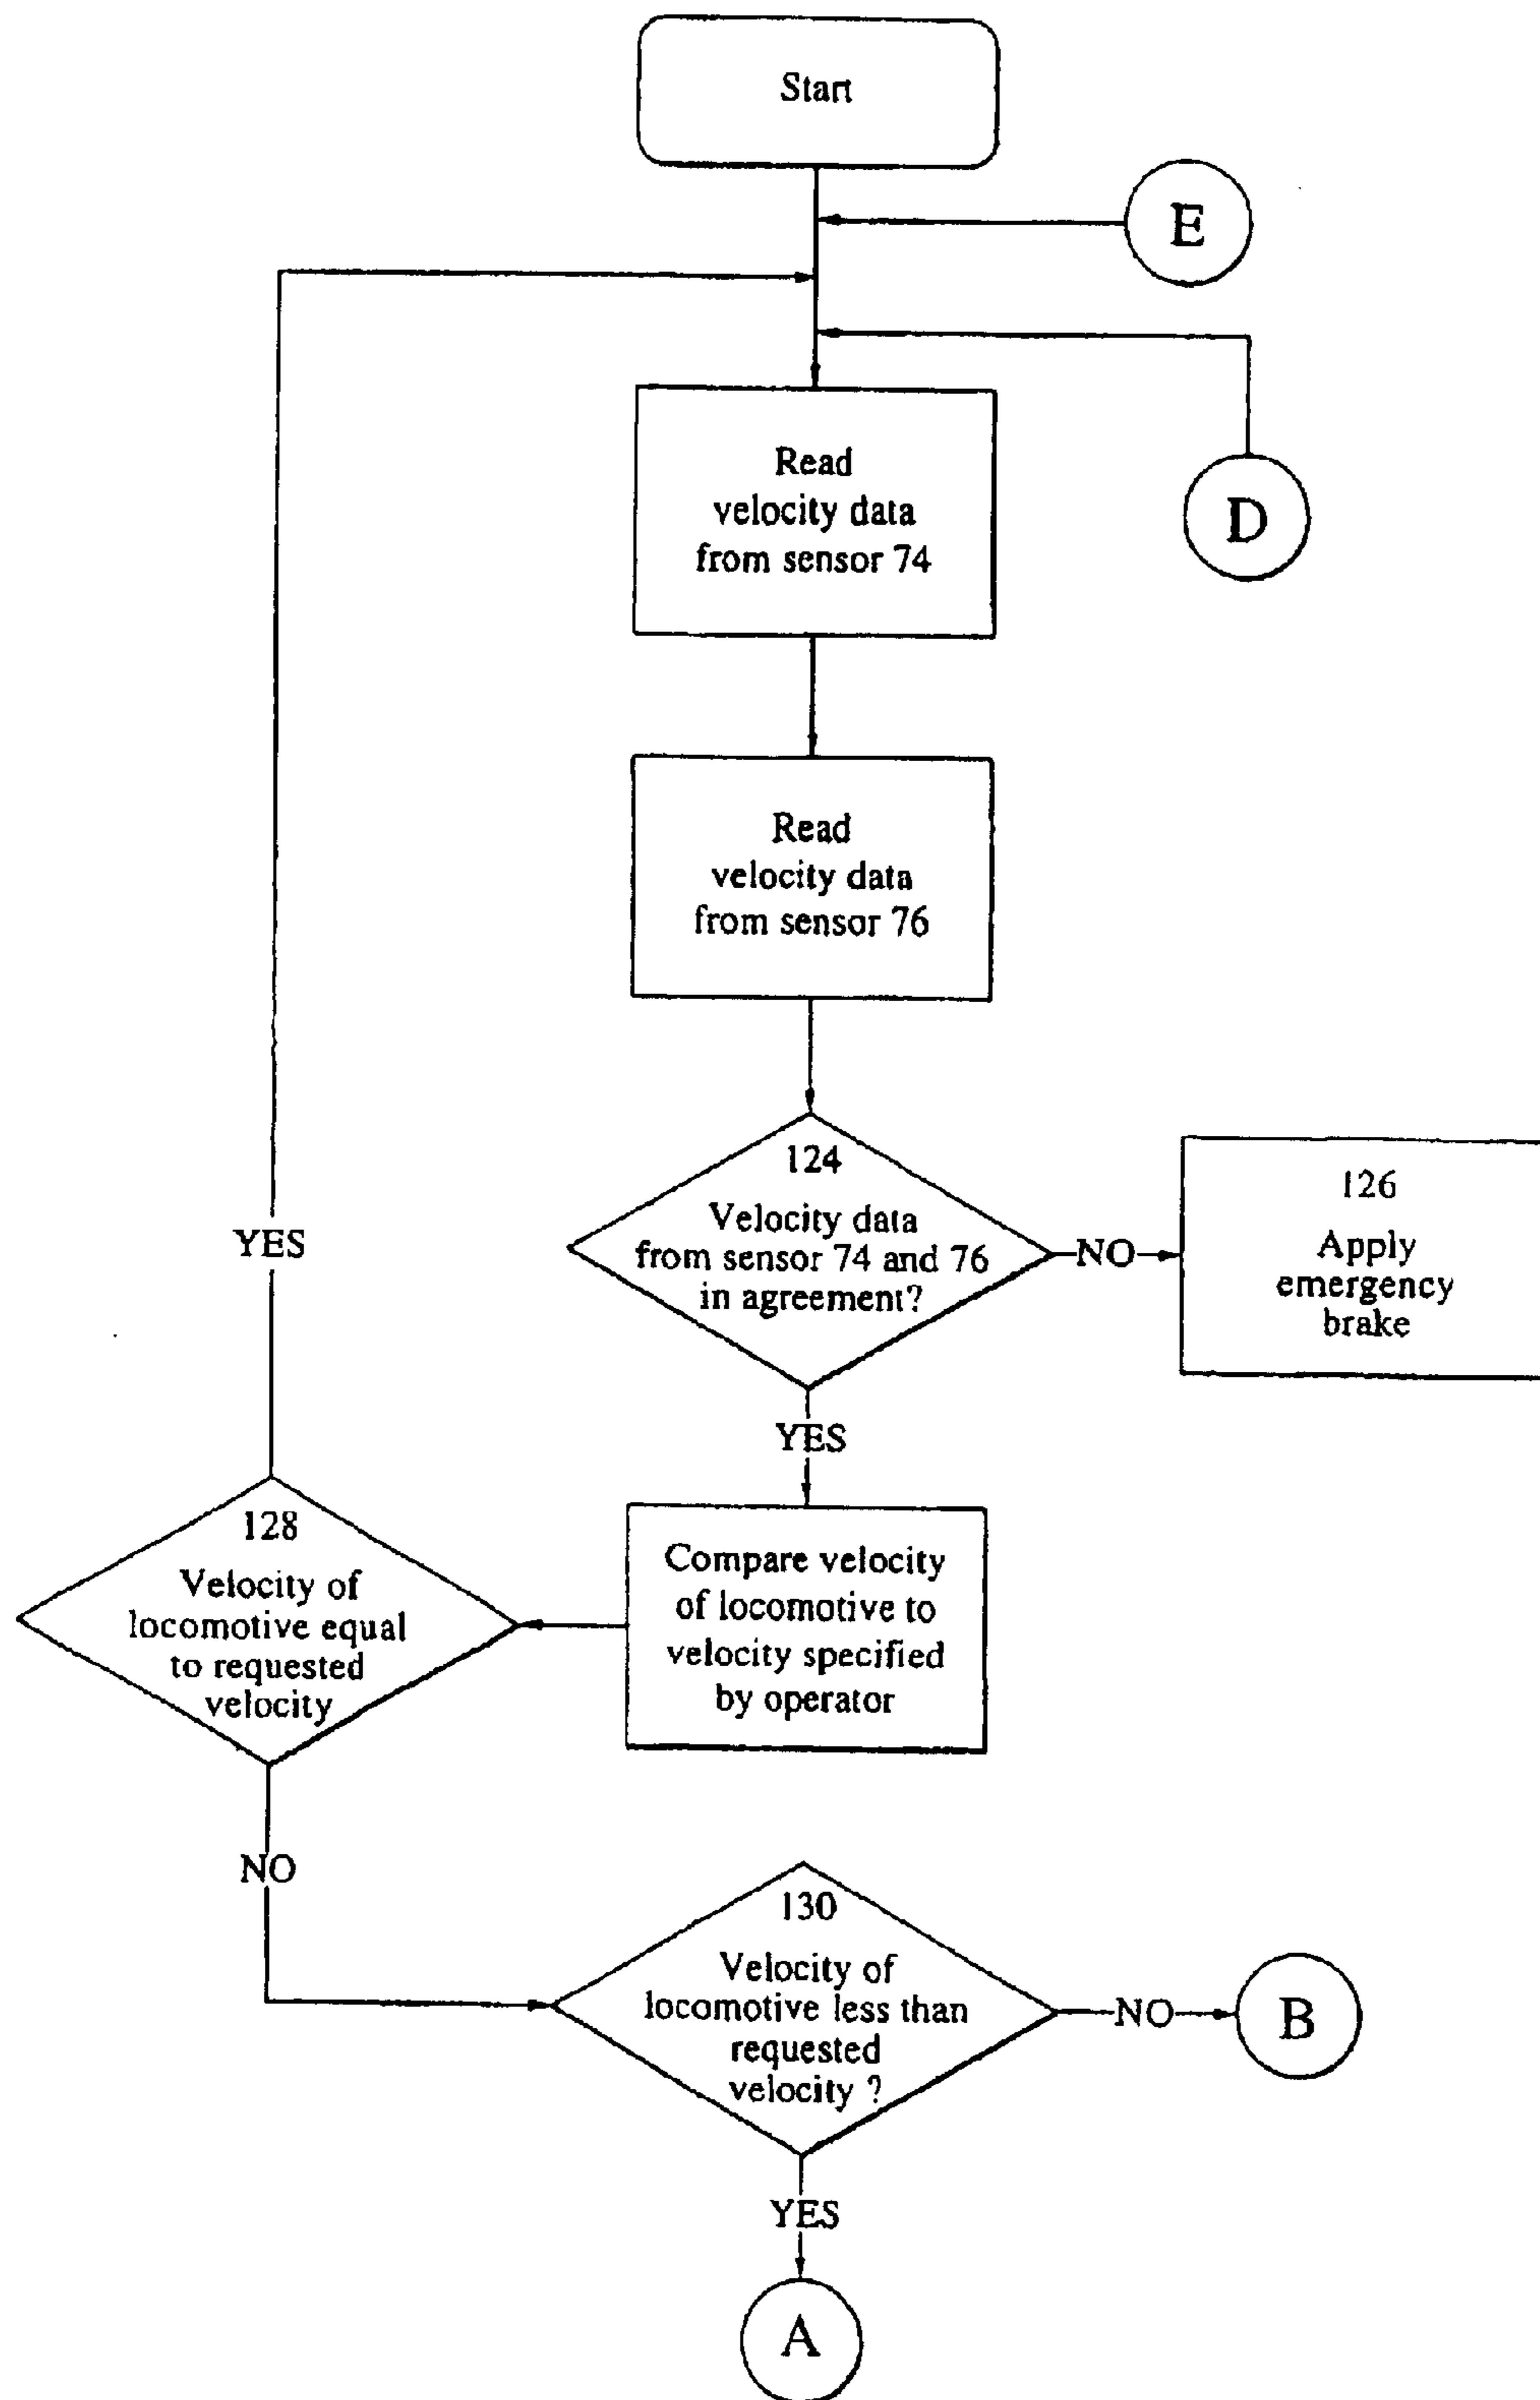 Start
E
Read
velocity data
from sensor 74
D
Read
velocity data
from sensor 76
124
Velocity data
from sensor 74 and 76
in agreement?
NO
126
Apply
emergency
brake
YES
YES
Compare velocity
of locomotive to
velocity specified
by operator
128
Velocity of
locomotive equal
to requested
velocity
NO
130
Velocity of
locomotive less than
requested
velocity ?
NO
B
YES
A